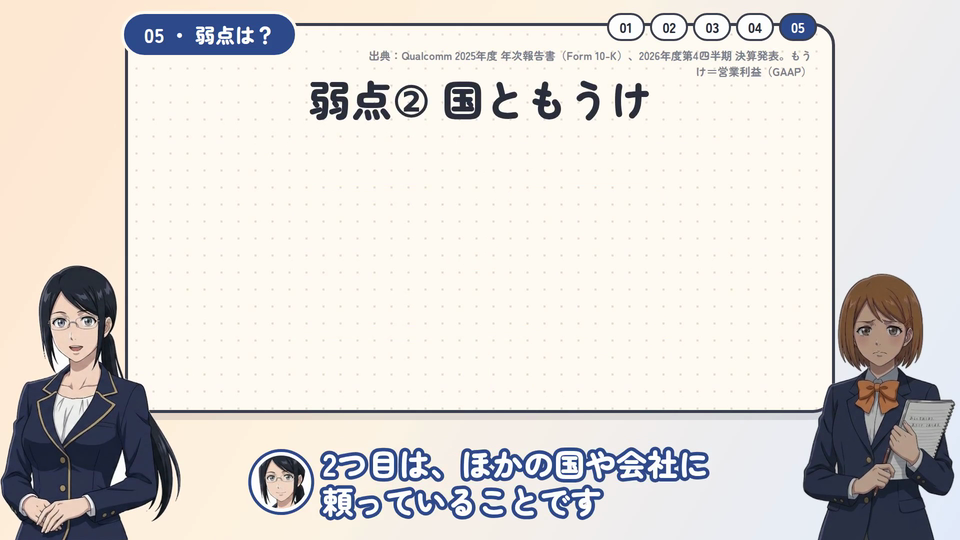 05 ・ 弱点は？
01 02 03 04 05
出典：Qualcomm 2025年度 年次報告書（Form 10-K）、2026年度第4四半期 決算発表。もう
け＝営業利益（GAAP）
弱点② 国ともうけ
2つ目は、ほかの国や会社に
頼っていることです